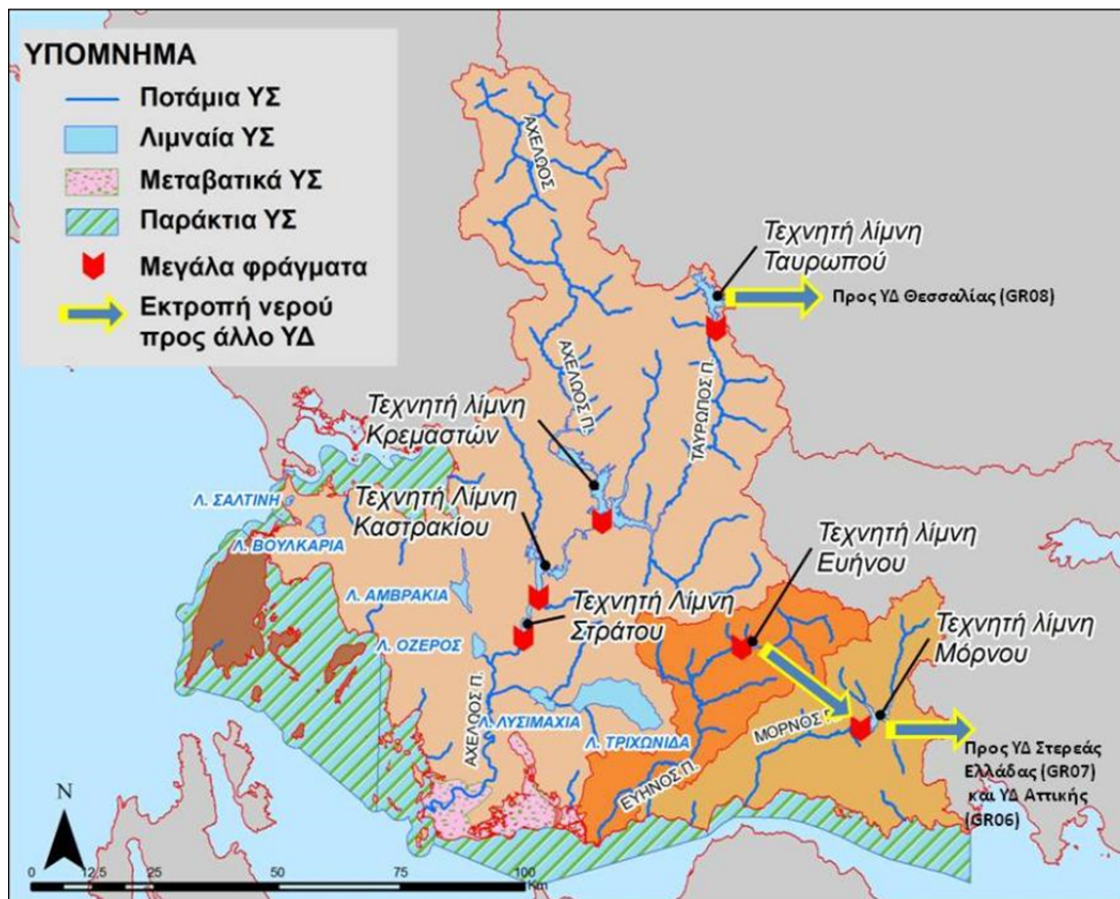 ΥΠΟΜΝΗΜΑ
Ποτάμια ΥΣ
Λιμναία ΥΣ
Μεταβατικά ΥΣ
Παράκτια ΥΣ
Μεγάλα φράγματα
Εκτροπή νερού
προς άλλο ΥΔ
ΑΧΕΛΩΟΣ
Τεχνητή λίμνη
Ταυρωπού
Προς ΥΔ Θεσσαλίας (GR08)
ΑΧΕΛΩΟΣ Π.
ΤΑΥΡΩΠΟΣ Π.
Τεχνητή λίμνη
Κρεμαστών
Τεχνητή Λίμνη
Καστρακίου
Λ. ΣΑΛΤΙΝΗ
Λ. ΒΟΥΛΚΑΡΙΑ
Λ. ΑΜΒΡΑΚΙΑ
Λ. ΟΖΕΡΟΣ
Τεχνητή Λίμνη
Στράτου
Τεχνητή λίμνη
Ευήνου
Τεχνητή λίμνη
Μόρνου
ΑΧΕΛΩΟΣ Π.
Λ. ΛΥΣΙΜΑΧΙΑ
Λ. ΤΡΙΧΩΝΙΔΑ
ΜΟΡΝΟΣ
ΕΥΗΝΟΣ Π.
Προς ΥΔ Στερεάς
Ελλάδας (GR07)
και ΥΔ Αττικής
(GR06)
N
0 12,5 25 50 75 100
Km